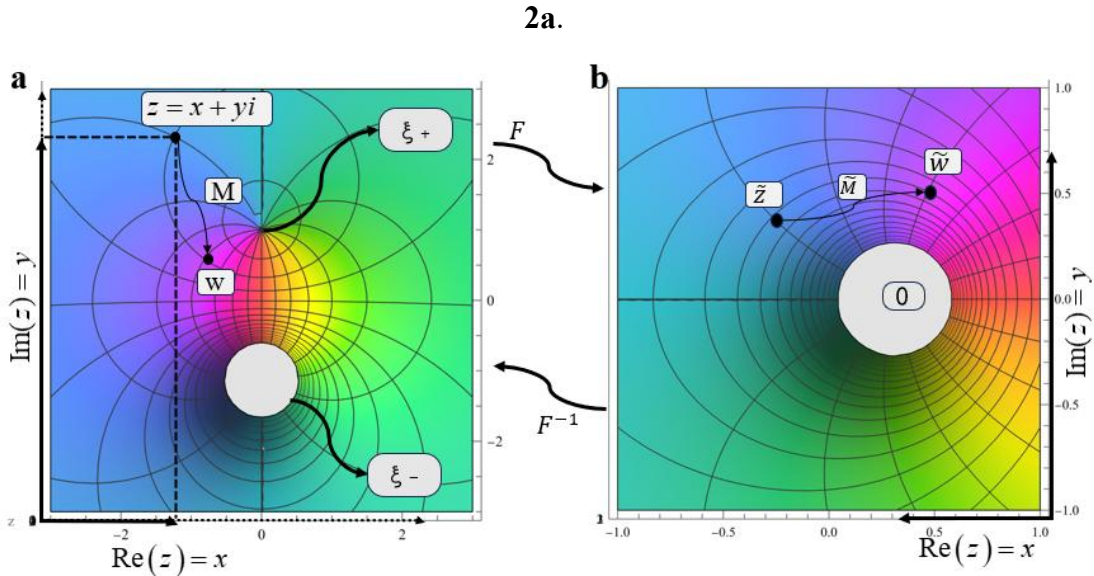 2a.
a
b
z = x + yi
ξ +
F
M
w
z̃
M̃
w̃
2
0
-2
ξ -
F⁻¹
0
Im(z) = y
z
-2
0
2
Re(z) = x
1.0
0.5
0.0
-0.5
-1.0
Im(z) = y
-1.0
-0.5
0.0
0.5
1.0
Re(z) = x